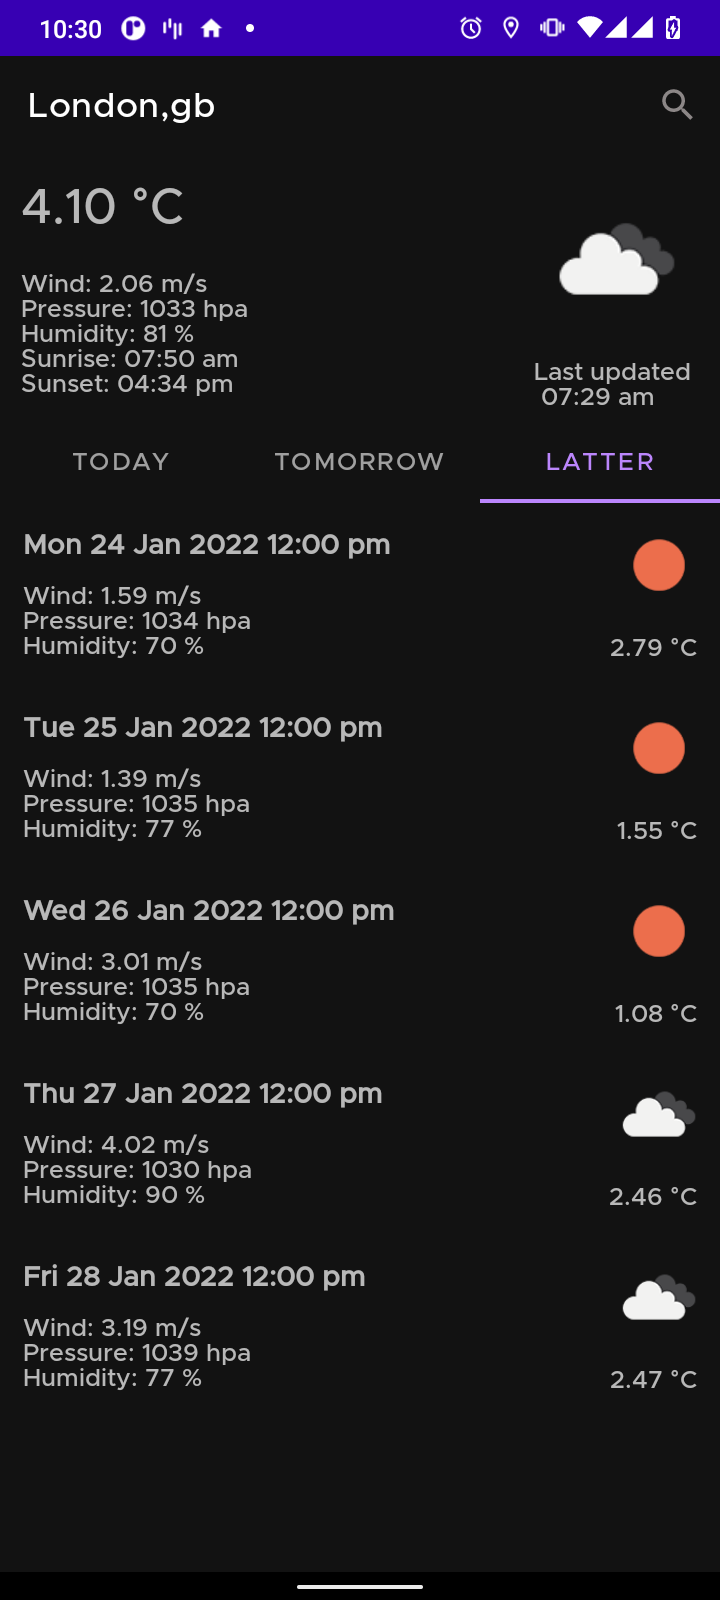 10:30
London,gb
4.10 °C
Wind: 2.06 m/s
Pressure: 1033 hpa
Humidity: 81 %
Sunrise: 07:50 am
Sunset: 04:34 pm
Last updated
07:29 am
TODAY TOMORROW LATTER
Mon 24 Jan 2022 12:00 pm
Wind: 1.59 m/s
Pressure: 1034 hpa
Humidity: 70 %
2.79 °C
Tue 25 Jan 2022 12:00 pm
Wind: 1.39 m/s
Pressure: 1035 hpa
Humidity: 77 %
1.55 °C
Wed 26 Jan 2022 12:00 pm
Wind: 3.01 m/s
Pressure: 1035 hpa
Humidity: 70 %
1.08 °C
Thu 27 Jan 2022 12:00 pm
Wind: 4.02 m/s
Pressure: 1030 hpa
Humidity: 90 %
2.46 °C
Fri 28 Jan 2022 12:00 pm
Wind: 3.19 m/s
Pressure: 1039 hpa
Humidity: 77 %
2.47 °C